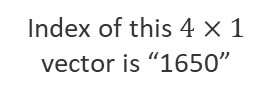 Index of this 4 × 1
vector is “1650”